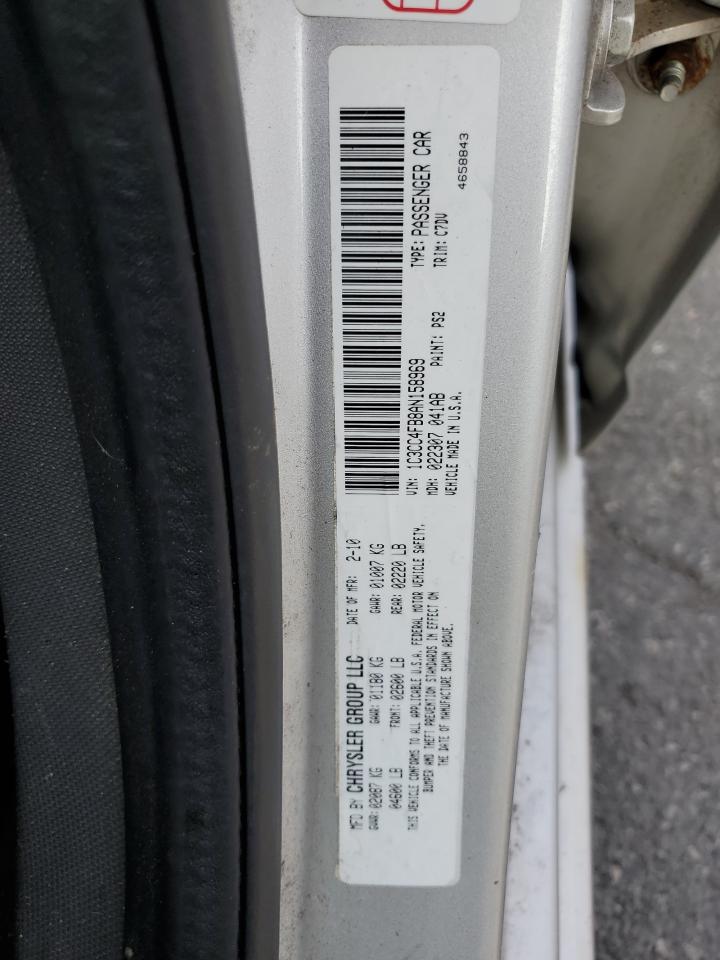 MFD BY CHRYSLER GROUP LLC DATE OF MFR: 2-10
GVWR: 02087 KG GAWR: 01180 KG GAWR: 01007 KG
04600 LB FRONT: 02600 LB REAR: 02220 LB
THIS VEHICLE CONFORMS TO ALL APPLICABLE U.S.A. FEDERAL MOTOR VEHICLE SAFETY,
BUMPER AND THEFT PREVENTION STANDARDS IN EFFECT ON
THE DATE OF MANUFACTURE SHOWN ABOVE.
VIN: 1C3CC4FB8AN158969 TYPE: PASSENGER CAR
MDH: 022307 041AB PAINT: PS2 TRIM: C7DV
VEHICLE MADE IN U.S.A. 4658843